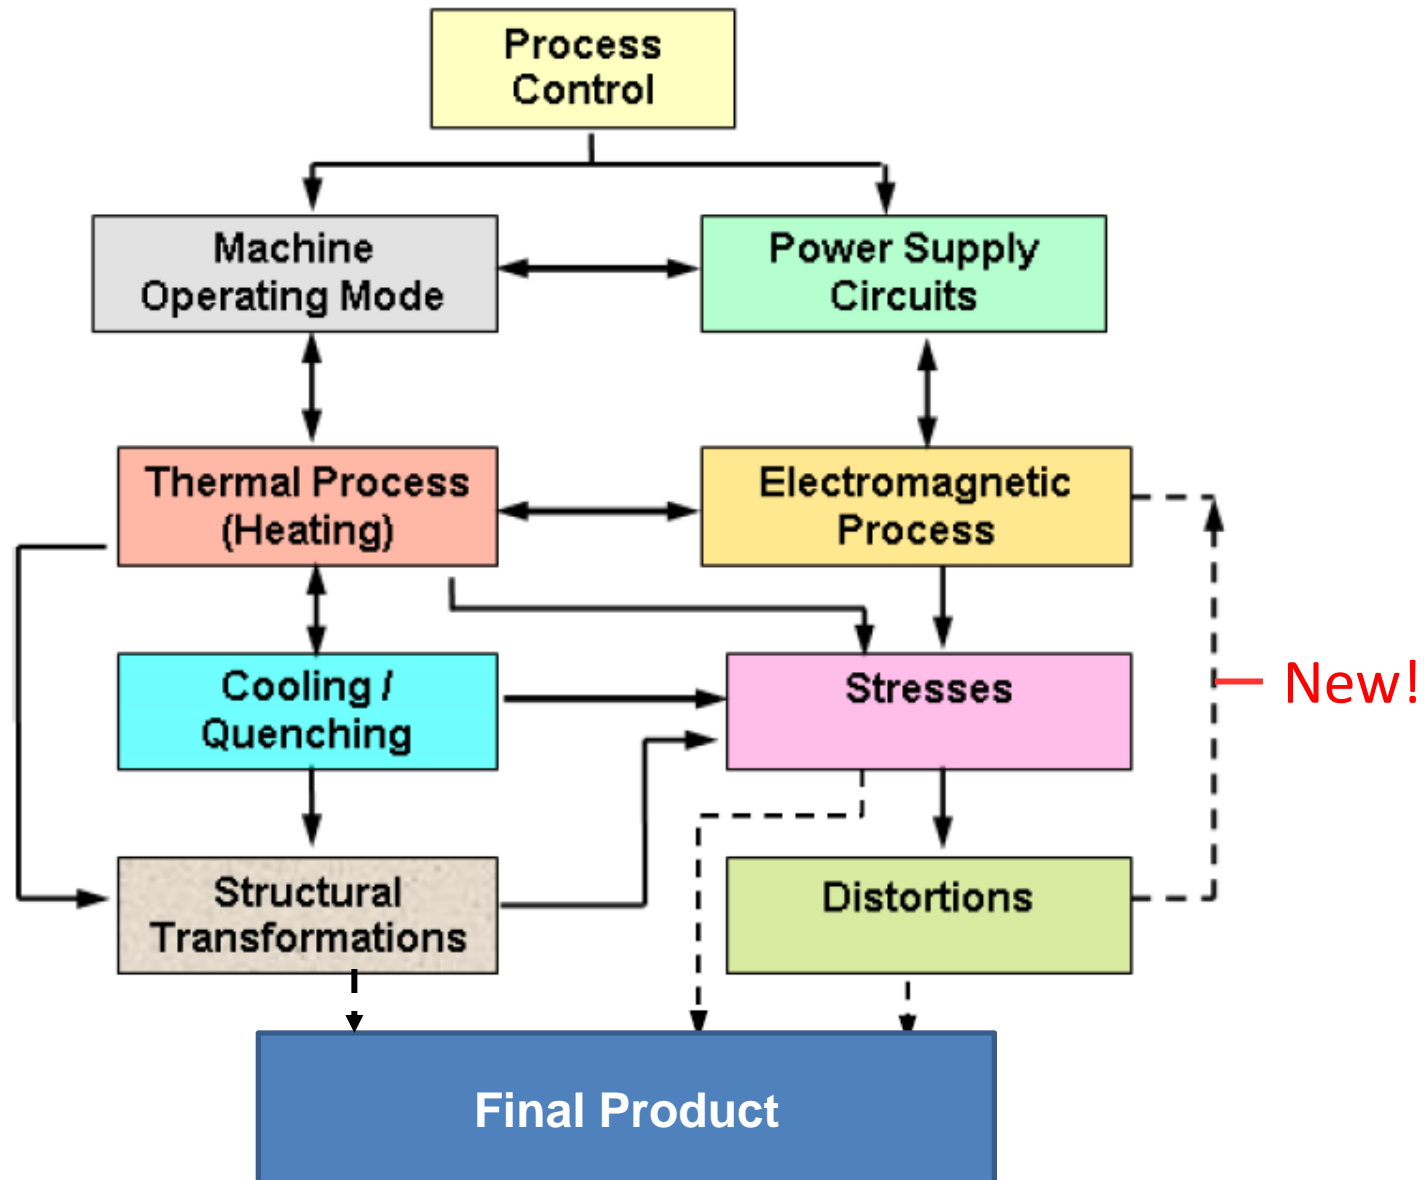 Process
Control
Machine
Operating Mode
Power Supply
Circuits
Thermal Process
(Heating)
Electromagnetic
Process
Cooling /
Quenching
Stresses
New!
Structural
Transformations
Distortions
Final Product